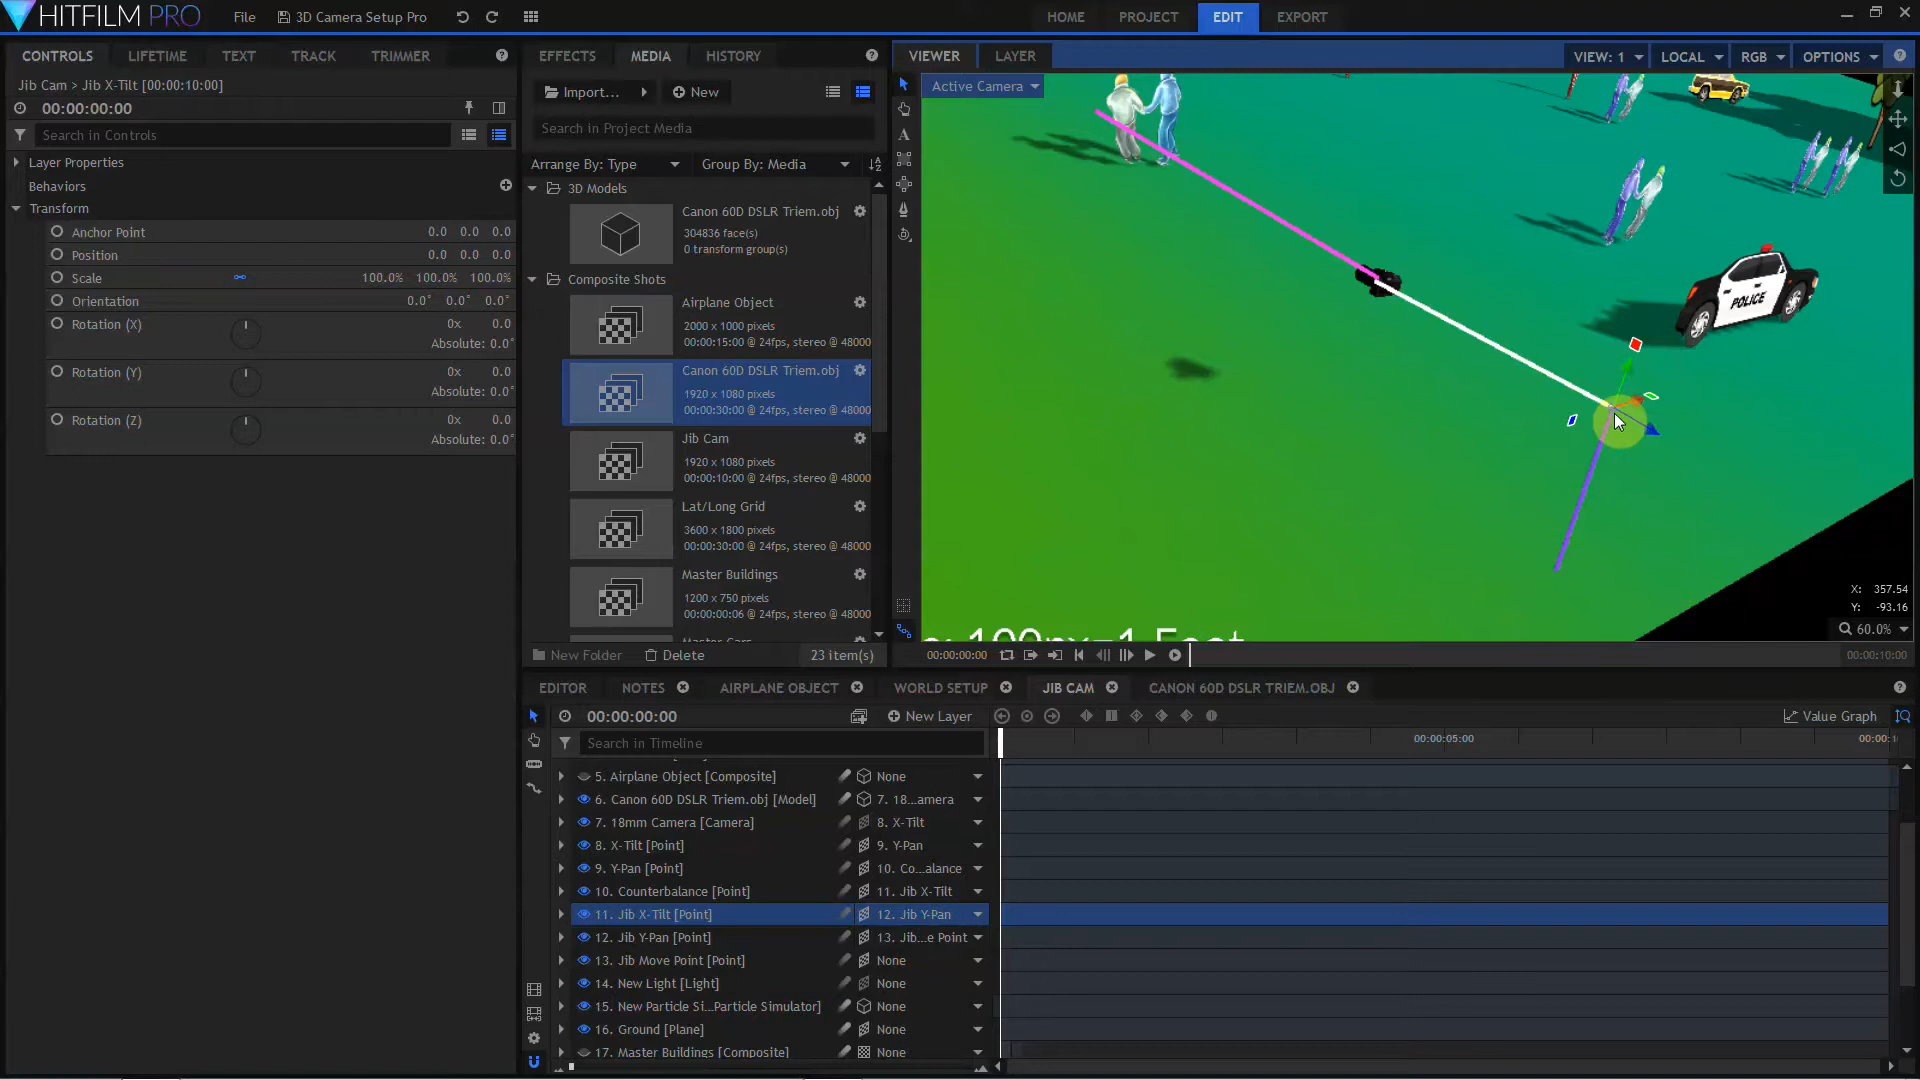 HITFILM PRO File 3D Camera Setup Pro HOME PROJECT EDIT EXPORT
CONTROLS LIFETIME TEXT TRACK TRIMMER
Jib Cam > Jib X-Tilt [00:00:10:00]
00:00:00:00
Search in Controls
Layer Properties
Behaviors
Transform
Anchor Point 0.0 0.0 0.0
Position 0.0 0.0 0.0
Scale 100.0% 100.0% 100.0%
Orientation 0.0° 0.0° 0.0°
Rotation (X) 0x 0.0
Absolute: 0.0°
Rotation (Y) 0x 0.0
Absolute: 0.0°
Rotation (Z) 0x 0.0
Absolute: 0.0°
EFFECTS MEDIA HISTORY
Import... New
Search in Project Media
Arrange By: Type Group By: Media
3D Models
Canon 60D DSLR Triem.obj
304836 face(s)
0 transform group(s)
Composite Shots
Airplane Object
2000 x 1000 pixels
00:00:15:00 @ 24fps, stereo @ 48000
Canon 60D DSLR Triem.obj
1920 x 1080 pixels
00:00:30:00 @ 24fps, stereo @ 48000
Jib Cam
1920 x 1080 pixels
00:00:10:00 @ 24fps, stereo @ 48000
Lat/Long Grid
3600 x 1800 pixels
00:00:30:00 @ 24fps, stereo @ 48000
Master Buildings
1200 x 750 pixels
00:00:00:06 @ 24fps, stereo @ 48000
Master Cars
New Folder Delete 23 item(s)
VIEWER LAYER VIEW: 1 LOCAL RGB OPTIONS
Active Camera
POLICE
100px=1 Feet
X: 357.54
Y: -93.16
60.0%
00:00:00:00 00:00:10:00
EDITOR NOTES AIRPLANE OBJECT WORLD SETUP JIB CAM CANON 60D DSLR TRIEM.OBJ
00:00:00:00 New Layer Value Graph
Search in Timeline 00:00:05:00
5. Airplane Object [Composite] None
6. Canon 60D DSLR Triem.obj [Model] 7. 18...amera
7. 18mm Camera [Camera] 8. X-Tilt
8. X-Tilt [Point] 9. Y-Pan
9. Y-Pan [Point] 10. Co...alance
10. Counterbalance [Point] 11. Jib X-Tilt
11. Jib X-Tilt [Point] 12. Jib Y-Pan
12. Jib Y-Pan [Point] 13. Jib...e Point
13. Jib Move Point [Point] None
14. New Light [Light] None
15. New Particle Si...Particle Simulator] None
16. Ground [Plane] None
17. Master Buildings [Composite] None